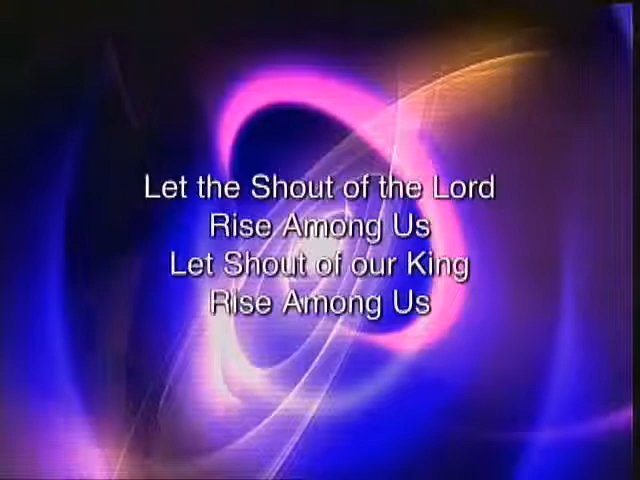 Let the Shout of the Lord
Rise Among Us
Let Shout of our King
Rise Among Us